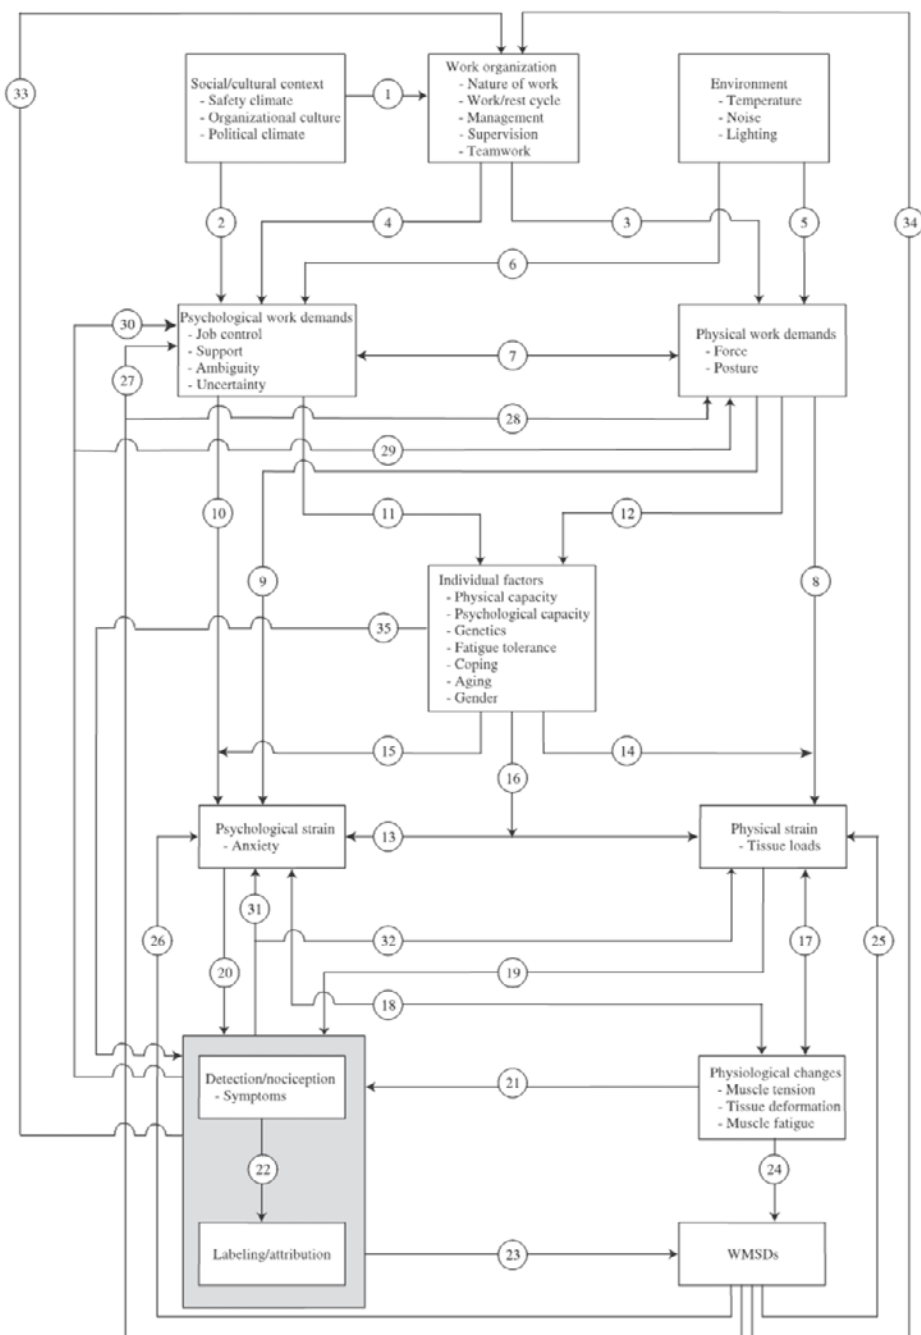 33
34
Social/cultural context
- Safety climate
- Organizational culture
- Political climate
1
Work organization
- Nature of work
- Work/rest cycle
- Management
- Supervision
- Teamwork
Environment
- Temperature
- Noise
- Lighting
2
4
3
5
6
30
27
Psychological work demands
- Job control
- Support
- Ambiguity
- Uncertainty
7
Physical work demands
- Force
- Posture
28
29
10
11
12
9
8
35
Individual factors
- Physical capacity
- Psychological capacity
- Genetics
- Fatigue tolerance
- Coping
- Aging
- Gender
15
14
16
Psychological strain
- Anxiety
13
Physical strain
- Tissue loads
31
26
32
17
25
20
19
18
Detection/nociception
- Symptoms
21
Physiological changes
- Muscle tension
- Tissue deformation
- Muscle fatigue
22
24
Labeling/attribution
23
WMSDs